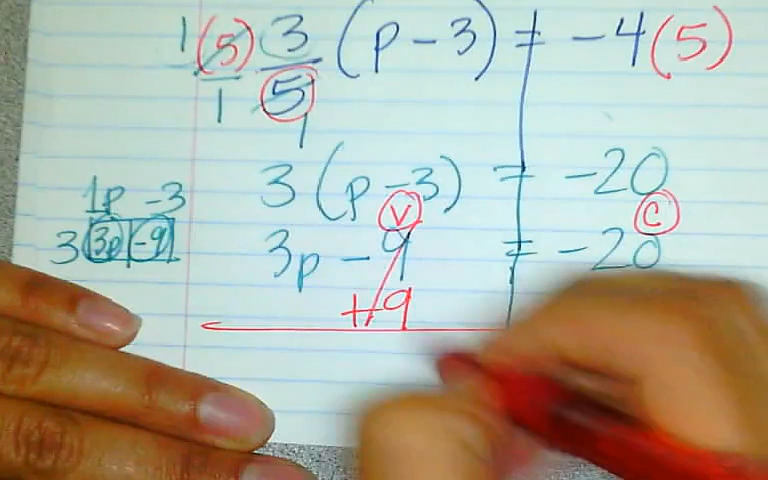 1 (5) 3 (p - 3) = -4(5)
1 5 1
3 (p - 3) = -20
1p -3
V C
3 3p -9 3p - 9 = -20
+9